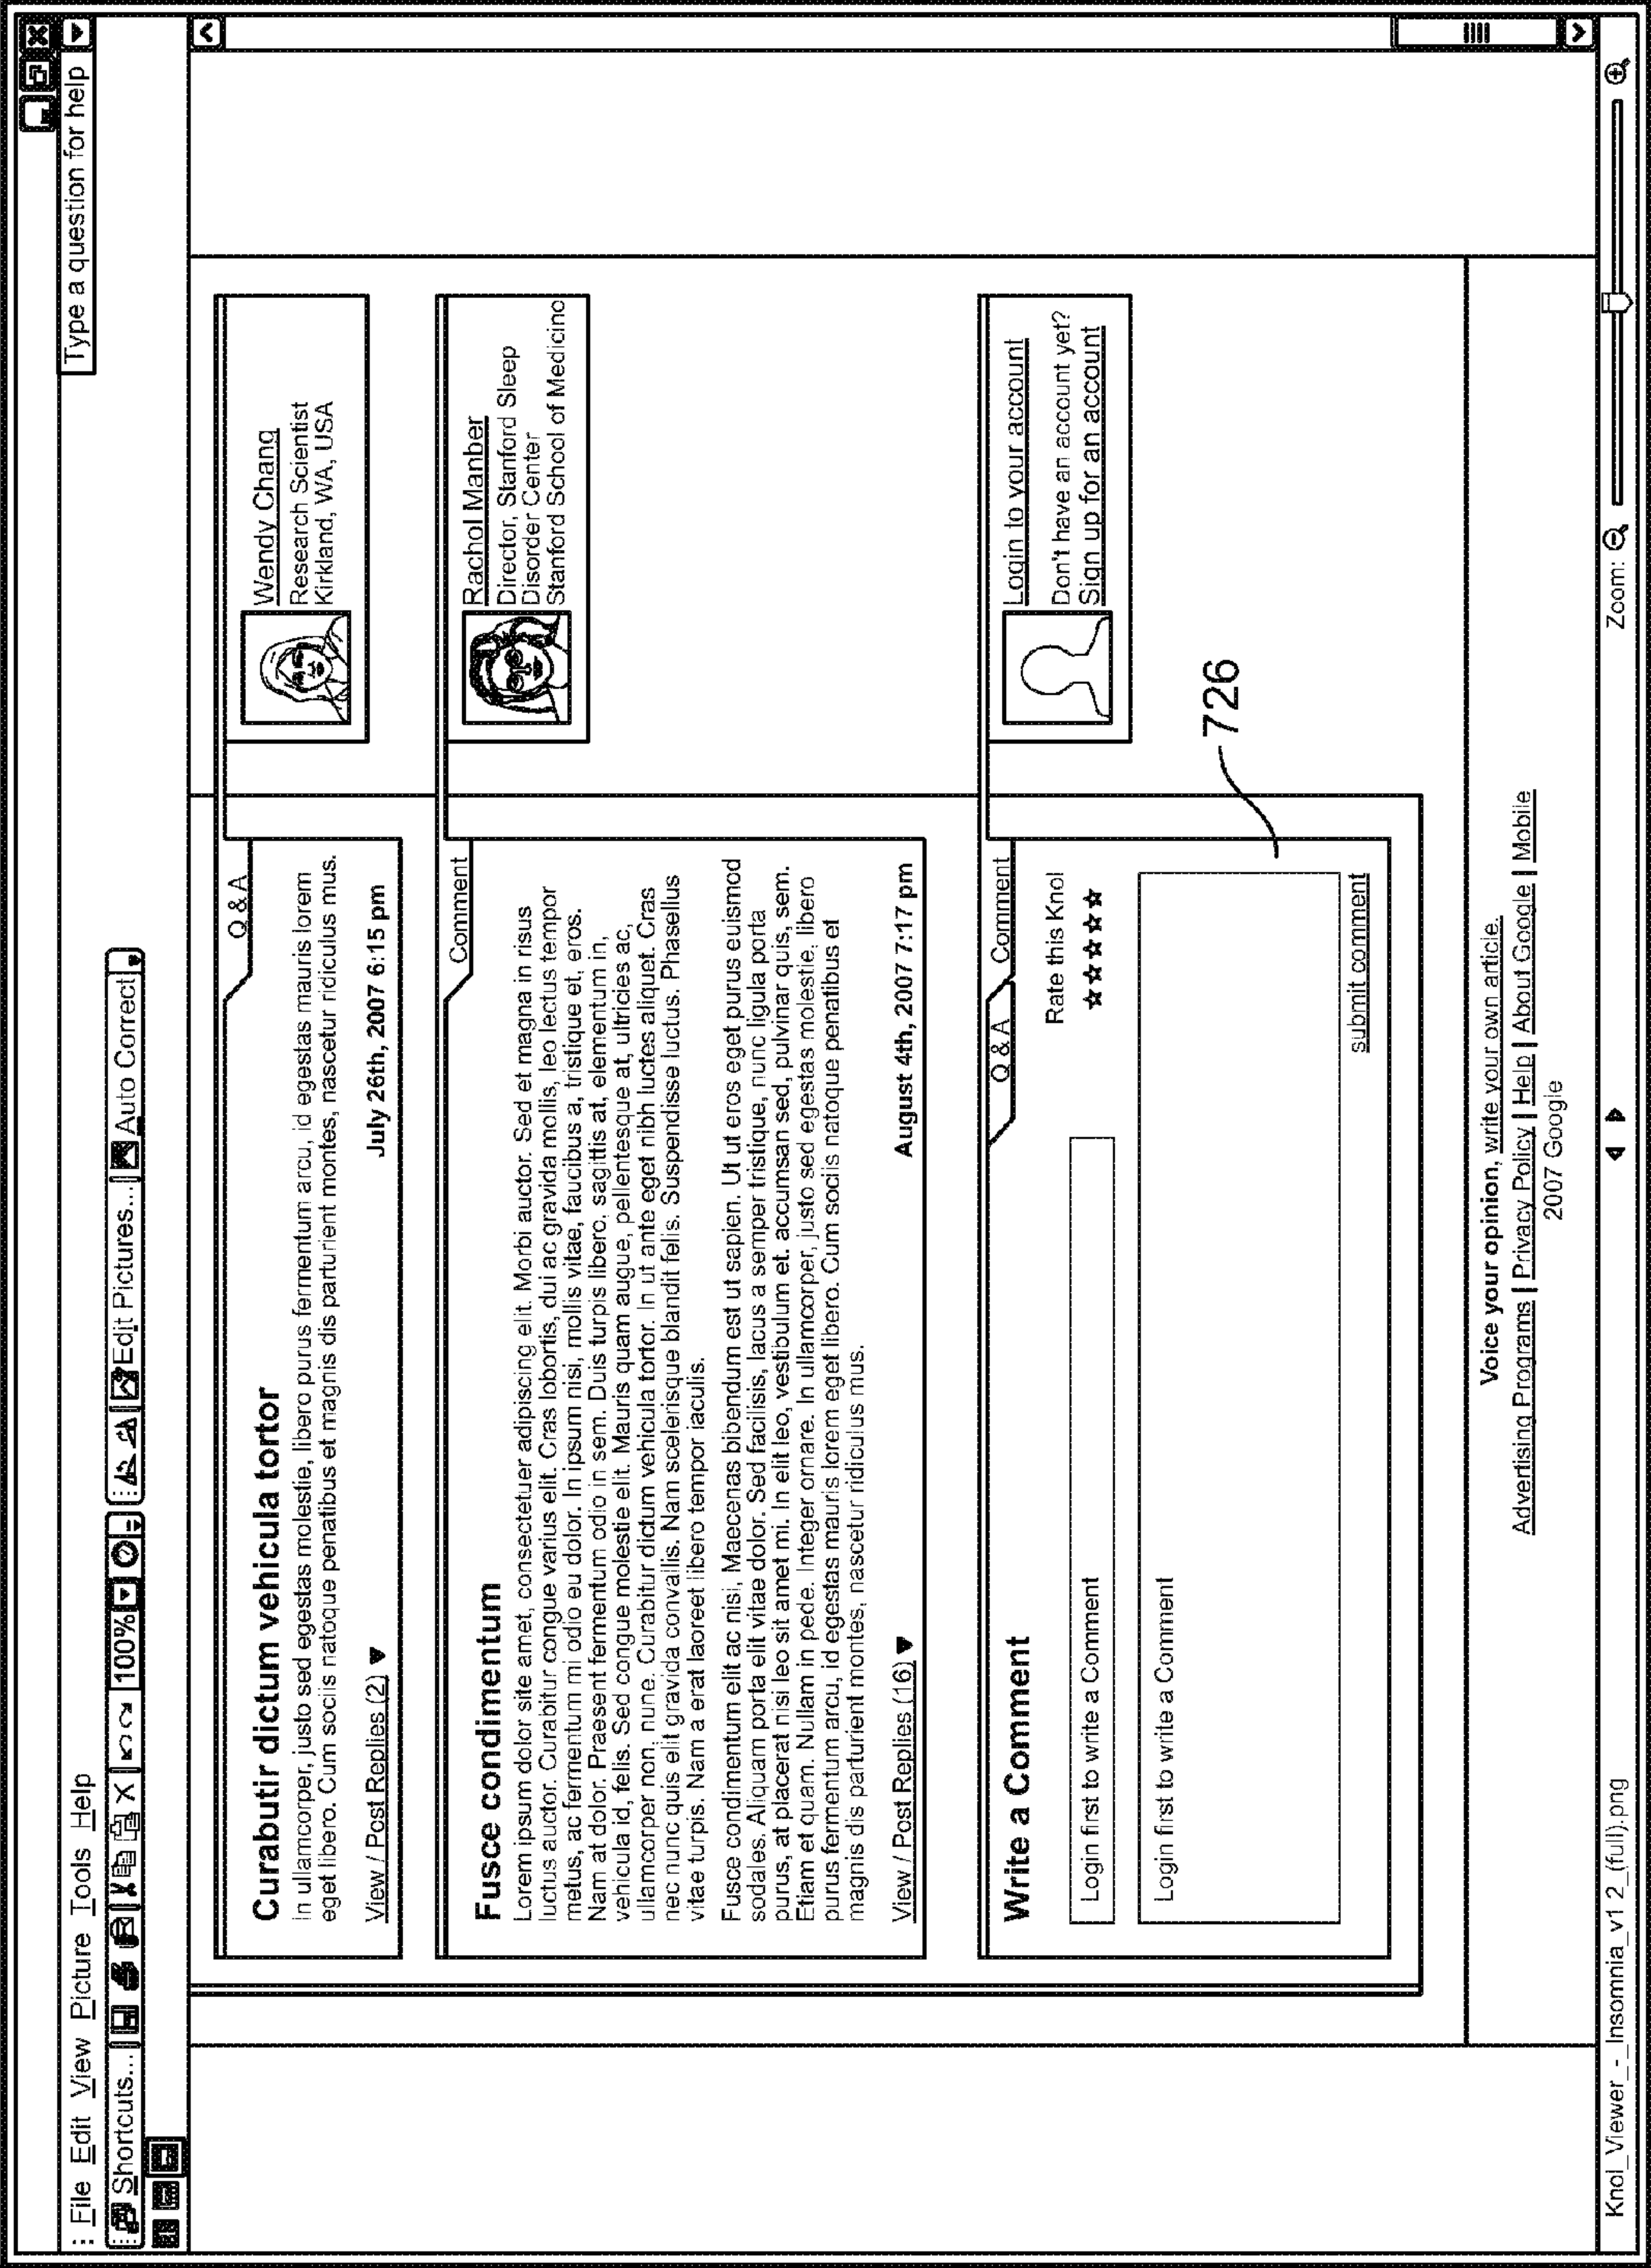 File Edit View Picture Tools Help
Type a question for help
Shortcuts...
100%
Edit Pictures...
Auto Correct
Q & A
Curabutir dictum vehicula tortor
In ullamcorper, justo sed egestas molestie, libero purus fermentum arcu, id egestas mauris lorem
eget libero. Cum sociis natoque penatibus et magnis dis parturient montes, nascetur ridiculus mus.
View / Post Replies (2)
July 26th, 2007 6:15 pm
Wendy Chang
Research Scientist
Kirkland, WA, USA
Comment
Fusce condimentum
Lorem ipsum dolor site amet, consectetuer adipiscing elit. Morbi auctor. Sed et magna in risus
luctus auctor. Curabitur congue varius elit. Cras lobortis, dui ac gravida mollis, leo lectus tempor
metus, ac fermentum mi odio eu dolor. In ipsum nisi, mollis vitae, faucibus a, tristique et, eros.
Nam at dolor. Praesent fermentum odio in sem. Duis turpis libero, sagittis at, elementum in,
vehicula id, felis. Sed congue molestie elit. Mauris quam augue, pellentesque at, ultricies ac,
ullamcorper non, nune. Curabitur dictum vehicula tortor. In ut ante eget nibh luctes aliquet. Cras
nec nunc quis elit gravida convallis. Nam scelerisque blandit felis. Suspendisse luctus. Phasellus
vitae turpis. Nam a erat laoreet libero tempor iaculis.
Fusce condimentum elit ac nisi, Maecenas bibendum est ut sapien. Ut ut eros eget purus euismod
sodales. Aliquam porta elit vitae dolor. Sed facilisis, lacus a semper tristique, nunc ligula porta
purus, at placerat nisi leo sit amet mi. In elit leo, vestibulum et. accumsan sed, pulvinar quis, sem.
Etiam et quam. Nullam in pede. Integer ornare. In ullamcorper, justo sed egestas molestie, libero
purus fermentum arcu, id egestas mauris lorem eget libero. Cum sociis natoque penatibus et
magnis dis parturient montes, nascetur ridiculus mus.
View / Post Replies (16)
August 4th, 2007 7:17 pm
Rachol Manber
Director, Stanford Sleep
Disorder Center
Stanford School of Medicino
Q & A
Comment
Write a Comment
Rate this Knol
Login first to write a Comment
Login first to write a Comment
submit comment
Login to your account
Don't have an account yet?
Sign up for an account
726
Voice your opinion, write your own article.
Advertising Programs | Privacy Policy | Help | About Google | Mobile
2007 Google
Knol_Viewer_-_Insomnia_v1 2_(full).png
Zoom: